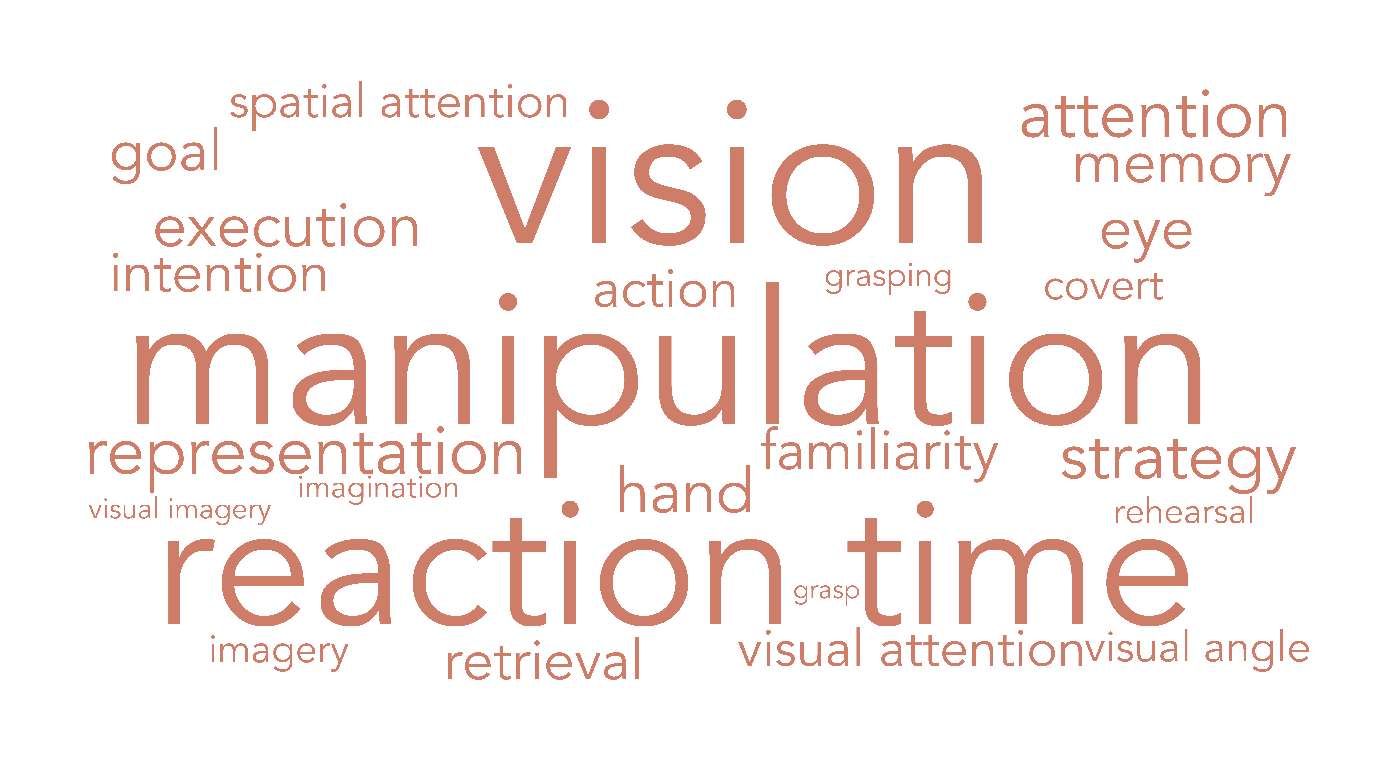 spatial attention
attention
goal
vision
memory
execution
eye
intention
action
grasping
covert
manipulation
representation
familiarity
strategy
imagination
hand
visual imagery
rehearsal
reaction time
grasp
imagery
retrieval
visual attention
visual angle